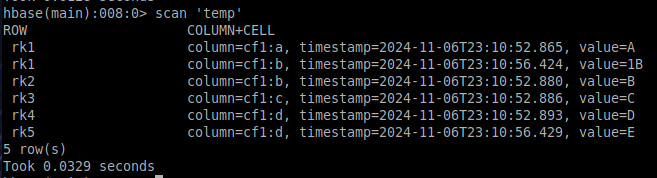 hbase(main):008:0> scan 'temp'
ROW COLUMN+CELL
rk1 column=cf1:a, timestamp=2024-11-06T23:10:52.865, value=A
rk1 column=cf1:b, timestamp=2024-11-06T23:10:56.424, value=1B
rk2 column=cf1:b, timestamp=2024-11-06T23:10:52.880, value=B
rk3 column=cf1:c, timestamp=2024-11-06T23:10:52.886, value=C
rk4 column=cf1:d, timestamp=2024-11-06T23:10:52.893, value=D
rk5 column=cf1:d, timestamp=2024-11-06T23:10:56.429, value=E
5 row(s)
Took 0.0329 seconds